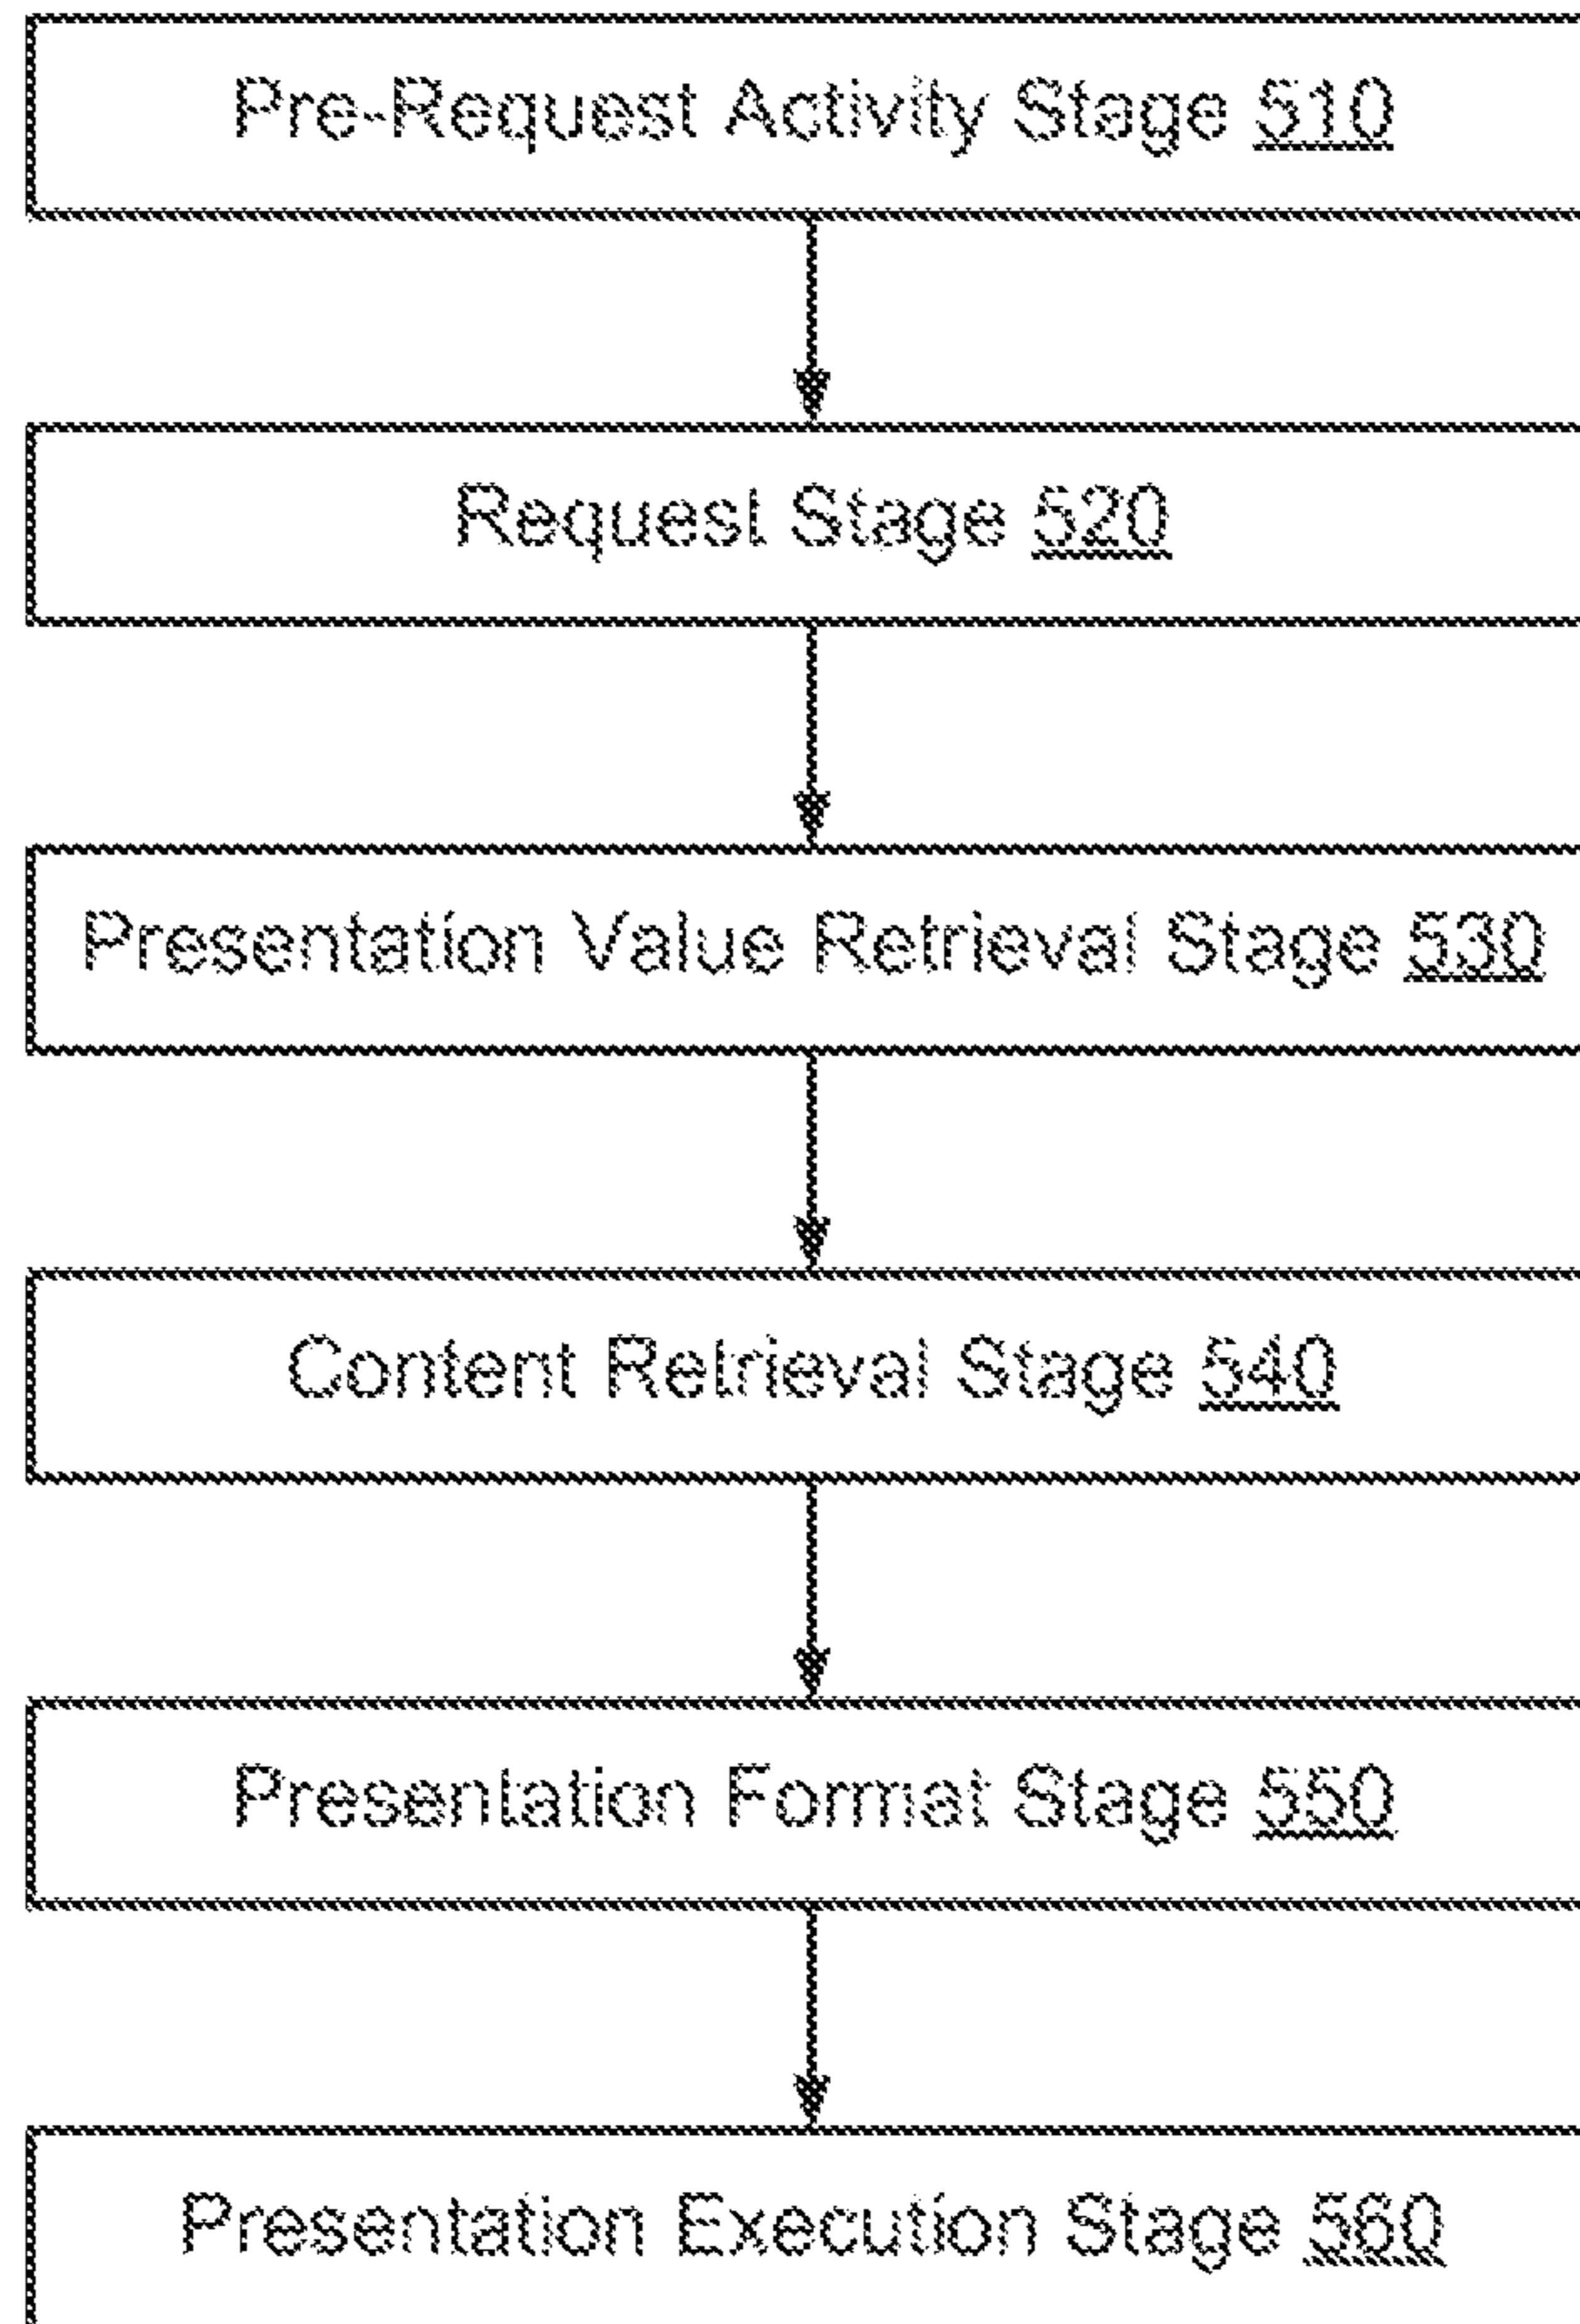 Pre-Request Activity Stage 510
Request Stage 520
Presentation Value Retrieval Stage 530
Content Retrieval Stage 540
Presentation Format Stage 550
Presentation Execution Stage 560